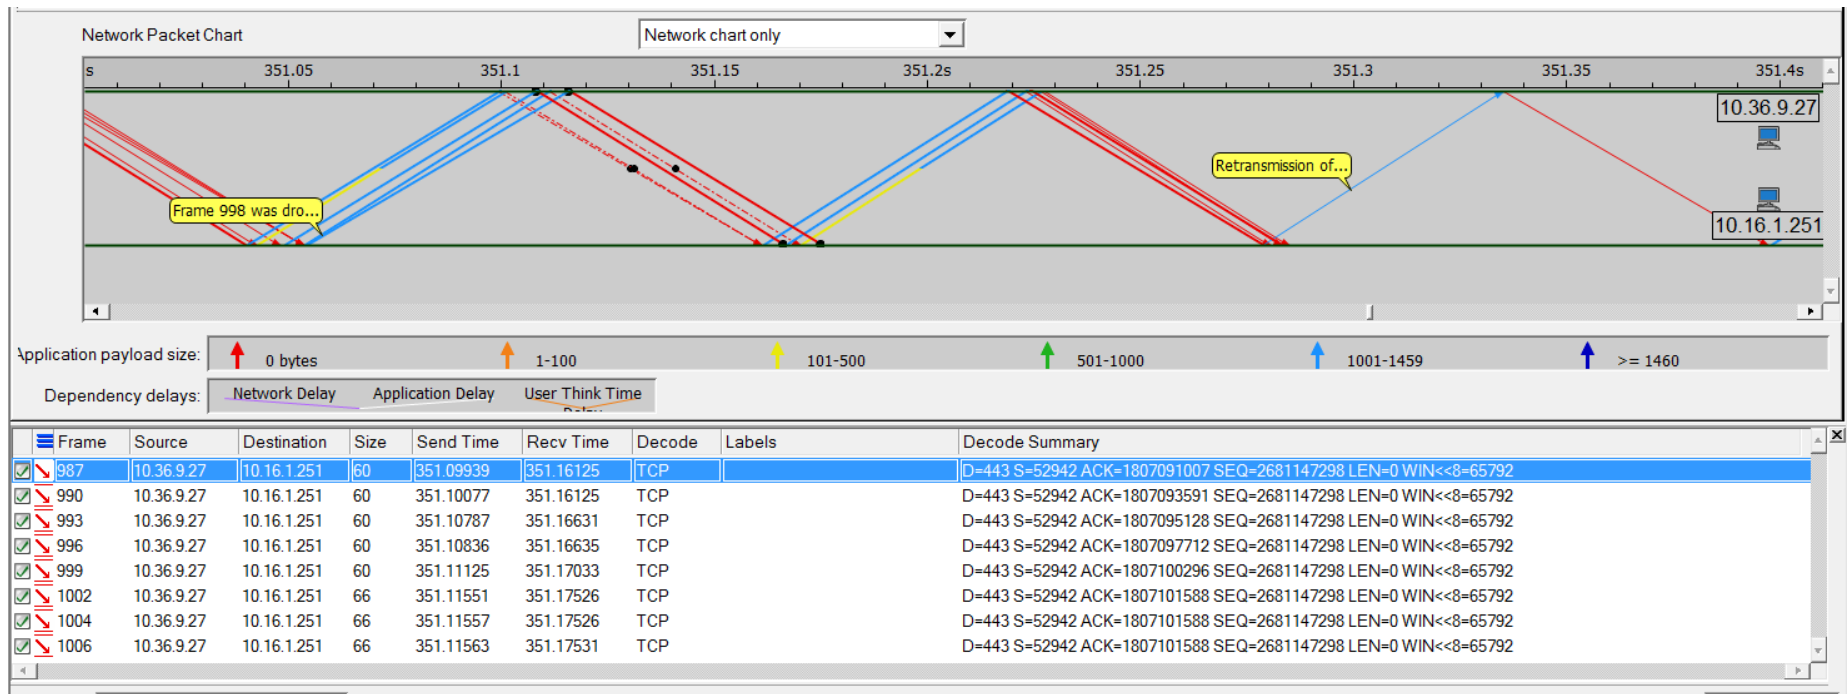 Network Packet Chart
Network chart only
s 351.05 351.1 351.15 351.2s 351.25 351.3 351.35 351.4s
10.36.9.27
Retransmission of...
Frame 998 was dro...
10.16.1.251
Application payload size: 0 bytes 1-100 101-500 501-1000 1001-1459 >= 1460
Dependency delays: Network Delay Application Delay User Think Time
Delay
Frame Source Destination Size Send Time Recv Time Decode Labels Decode Summary
987 10.36.9.27 10.16.1.251 60 351.09939 351.16125 TCP D=443 S=52942 ACK=1807091007 SEQ=2681147298 LEN=0 WIN<<8=65792
990 10.36.9.27 10.16.1.251 60 351.10077 351.16125 TCP D=443 S=52942 ACK=1807093591 SEQ=2681147298 LEN=0 WIN<<8=65792
993 10.36.9.27 10.16.1.251 60 351.10787 351.16631 TCP D=443 S=52942 ACK=1807095128 SEQ=2681147298 LEN=0 WIN<<8=65792
996 10.36.9.27 10.16.1.251 60 351.10836 351.16635 TCP D=443 S=52942 ACK=1807097712 SEQ=2681147298 LEN=0 WIN<<8=65792
999 10.36.9.27 10.16.1.251 60 351.11125 351.17033 TCP D=443 S=52942 ACK=1807100296 SEQ=2681147298 LEN=0 WIN<<8=65792
1002 10.36.9.27 10.16.1.251 66 351.11551 351.17526 TCP D=443 S=52942 ACK=1807101588 SEQ=2681147298 LEN=0 WIN<<8=65792
1004 10.36.9.27 10.16.1.251 66 351.11557 351.17526 TCP D=443 S=52942 ACK=1807101588 SEQ=2681147298 LEN=0 WIN<<8=65792
1006 10.36.9.27 10.16.1.251 66 351.11563 351.17531 TCP D=443 S=52942 ACK=1807101588 SEQ=2681147298 LEN=0 WIN<<8=65792